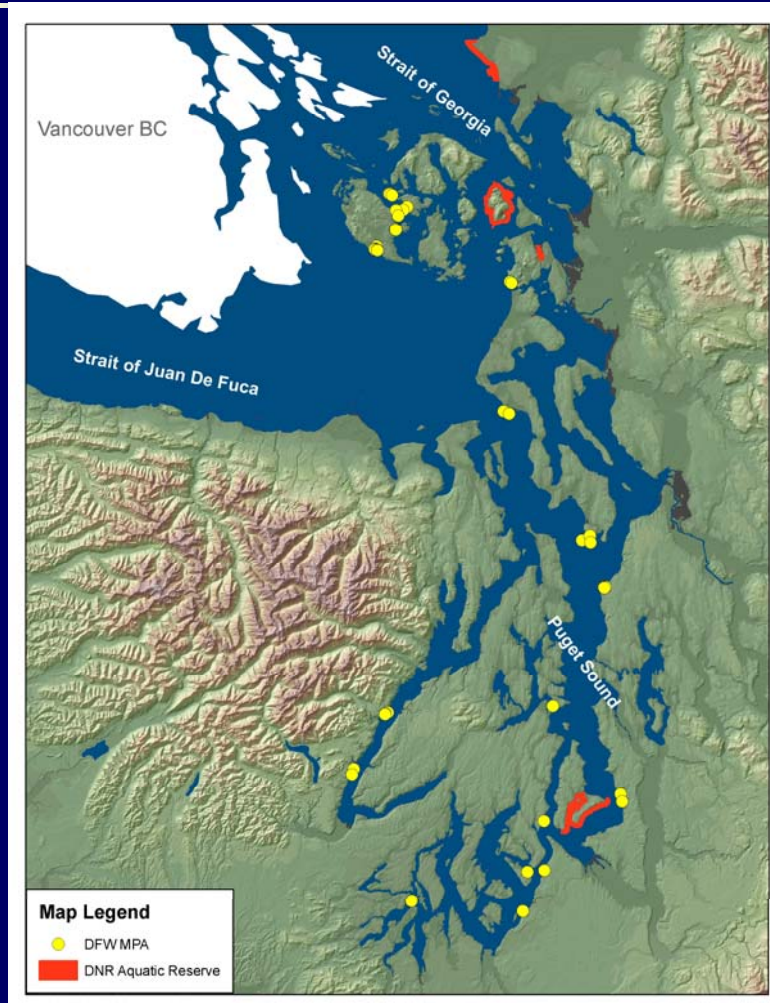 Strait of Georgia
Vancouver BC
Strait of Juan De Fuca
Puget Sound
Map Legend
DFW MPA
DNR Aquatic Reserve